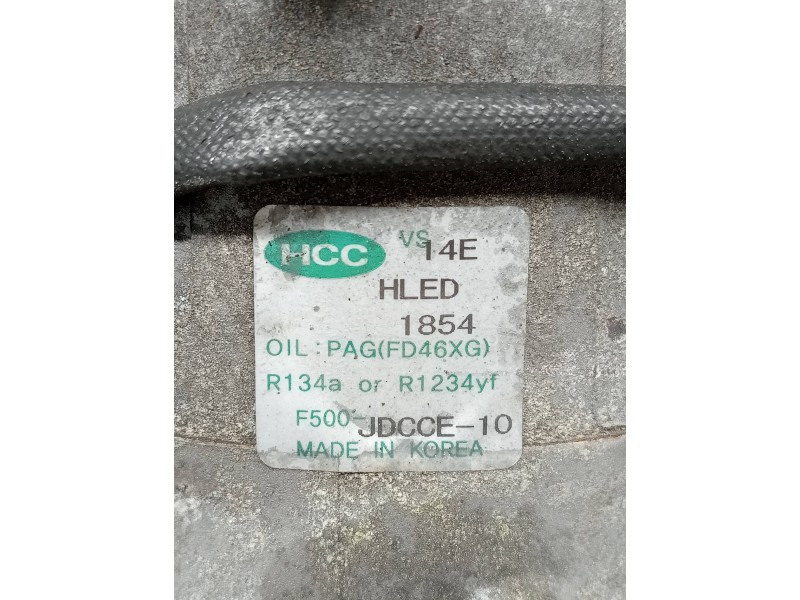 HCC VS 14E
HLED
1854
OIL : PAG(FD46XG)
R134a or R1234yf
F500-JDCCE-10
MADE IN KOREA